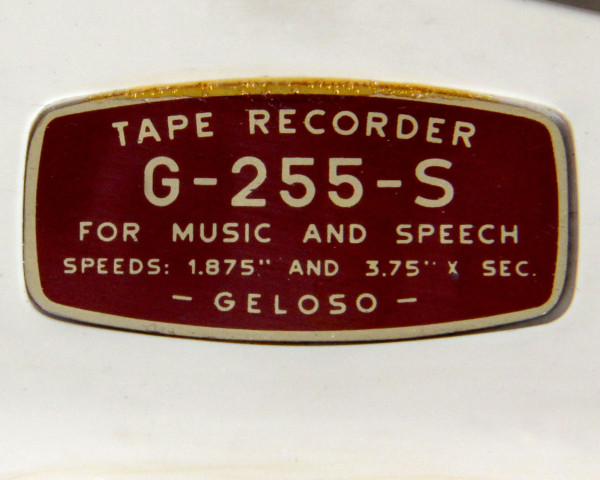 TAPE RECORDER
G-255-S
FOR MUSIC AND SPEECH
SPEEDS: 1.875" AND 3.75" X SEC.
- GELOSO -